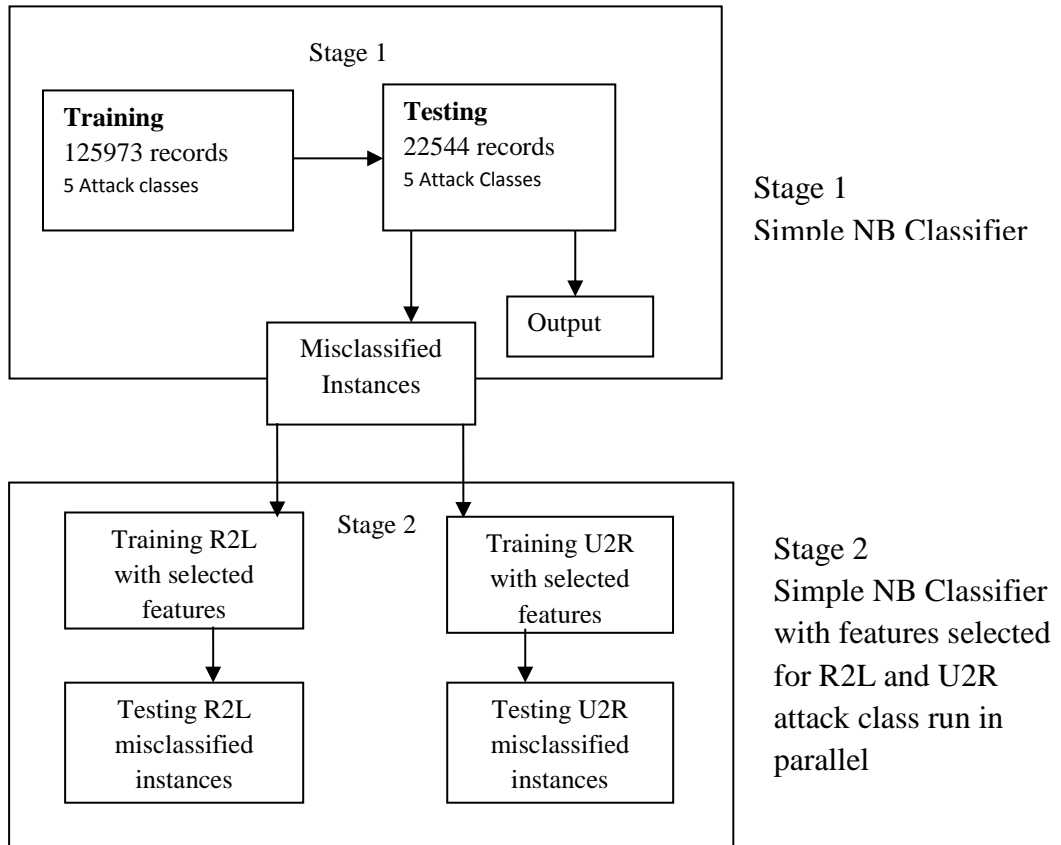 Stage 1
Training
125973 records
5 Attack classes
Testing
22544 records
5 Attack Classes
Stage 1
Simple NB Classifier
Output
Misclassified
Instances
Stage 2
Training R2L
with selected
features
Training U2R
with selected
features
Testing R2L
misclassified
instances
Testing U2R
misclassified
instances
Stage 2
Simple NB Classifier
with features selected
for R2L and U2R
attack class run in
parallel